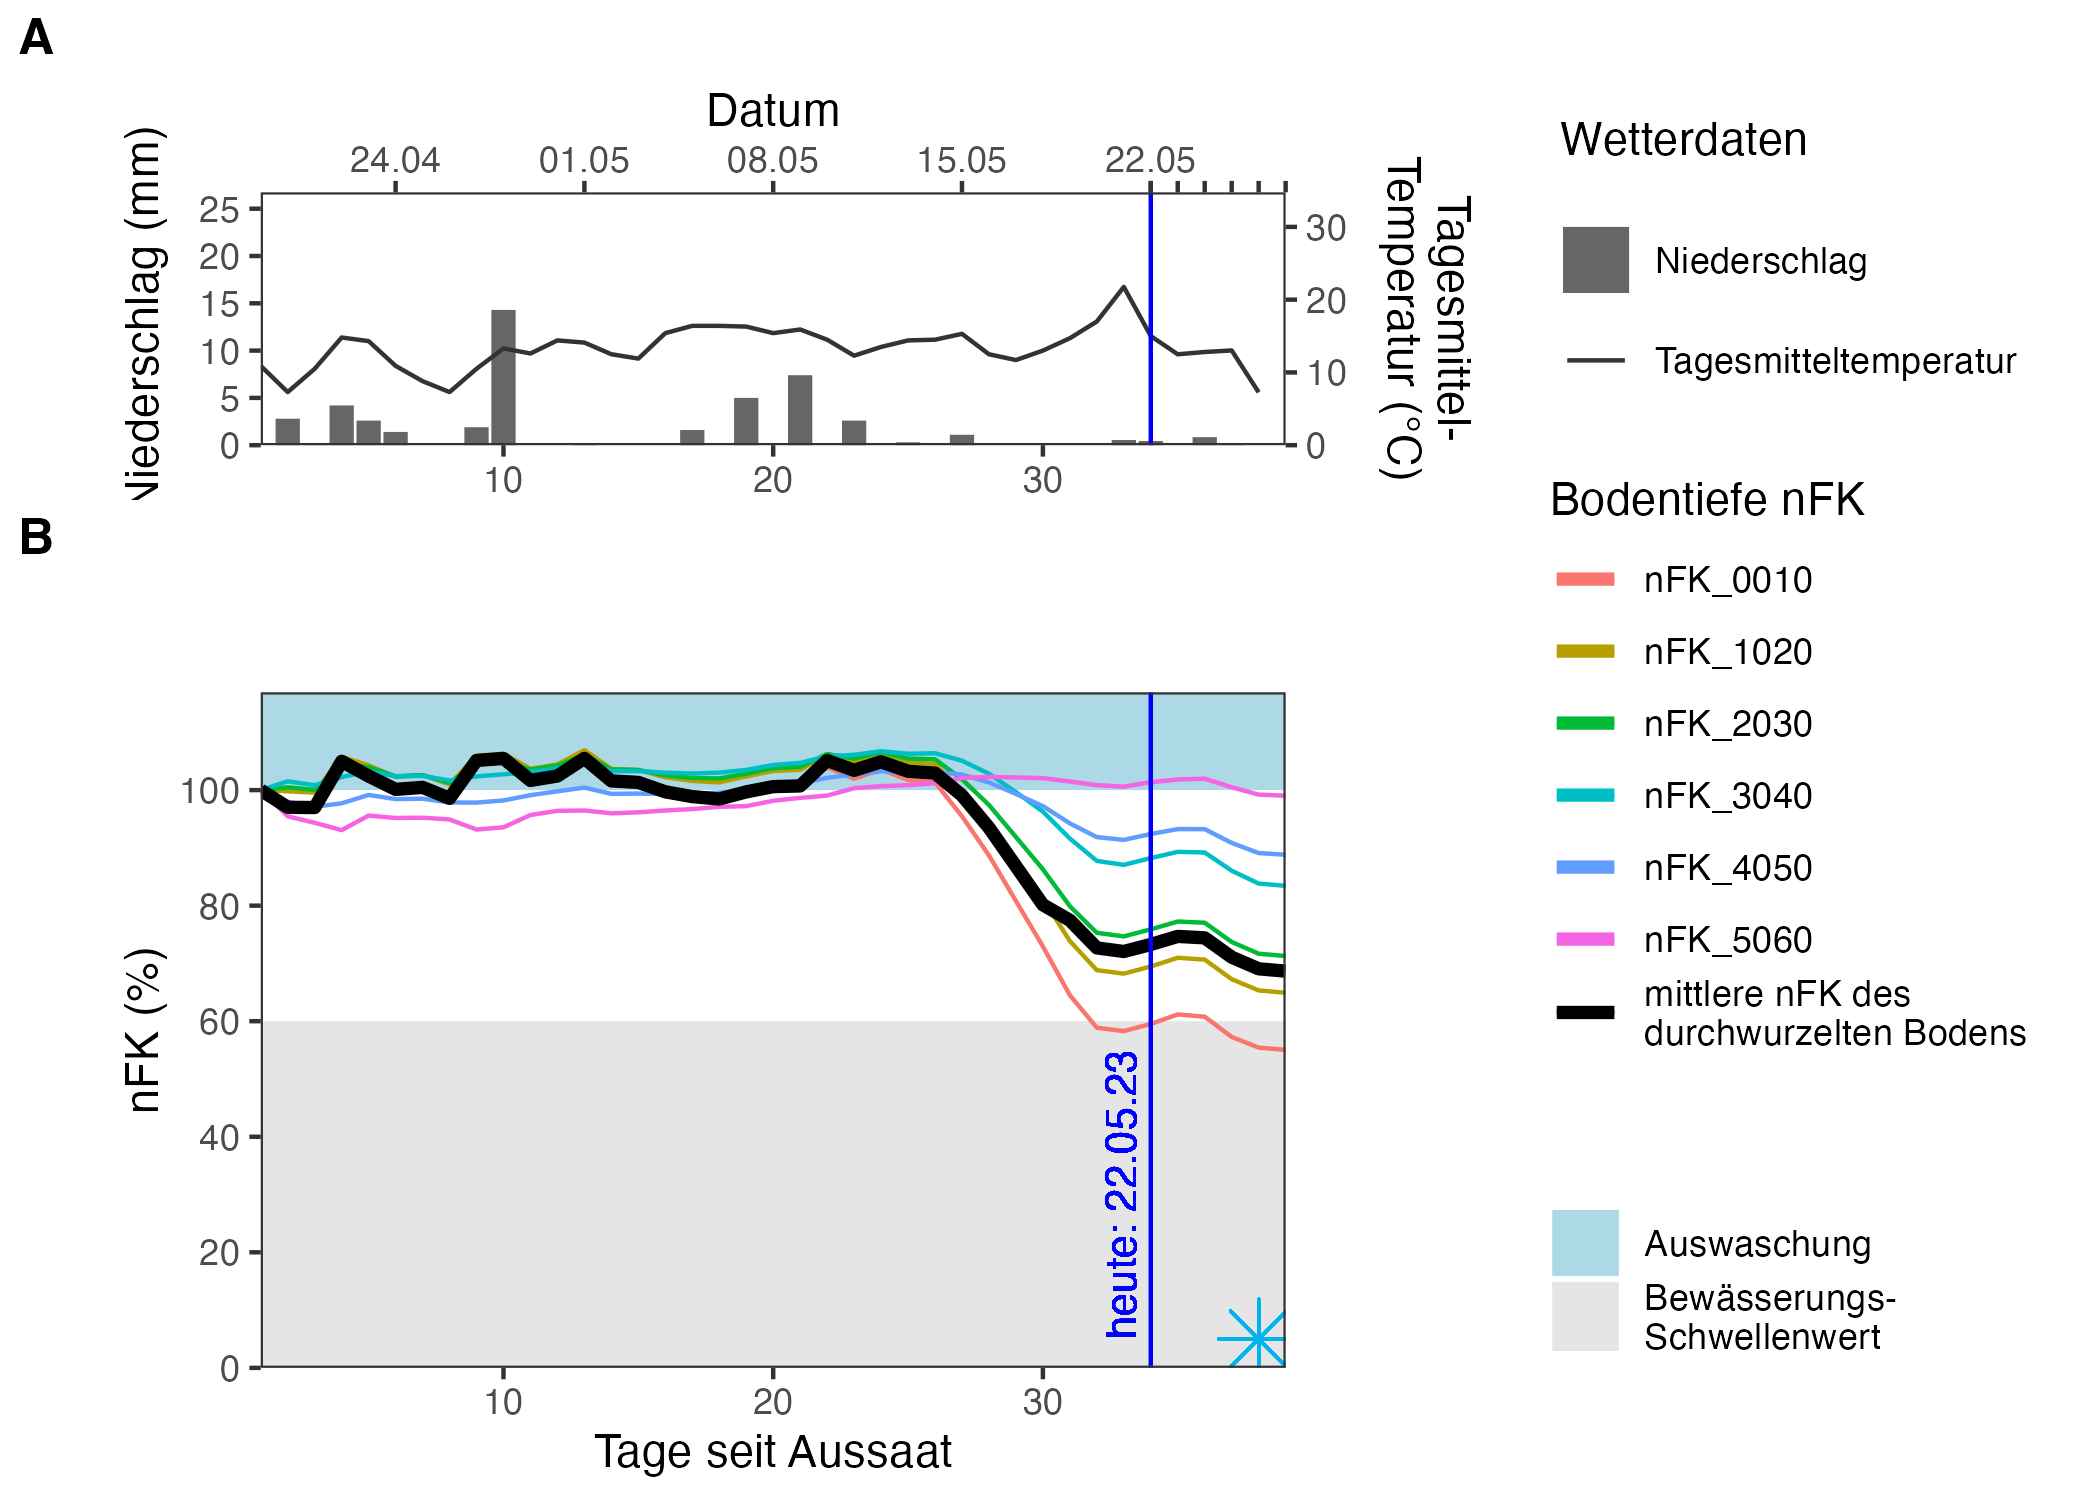 A
Datum
24.04 01.05 08.05 15.05 22.05
Niederschlag (mm)
25
20
15
10
5
0
30
20
10
0
Tagesmittel-
Temperatur (°C)
10 20 30
Wetterdaten
Niederschlag
Tagesmitteltemperatur
B
nFK (%)
100
80
60
40
20
0
heute: 22.05.23
10 20 30
Tage seit Aussaat
Bodentiefe nFK
nFK_0010
nFK_1020
nFK_2030
nFK_3040
nFK_4050
nFK_5060
mittlere nFK des
durchwurzelten Bodens
Auswaschung
Bewässerungs-
Schwellenwert